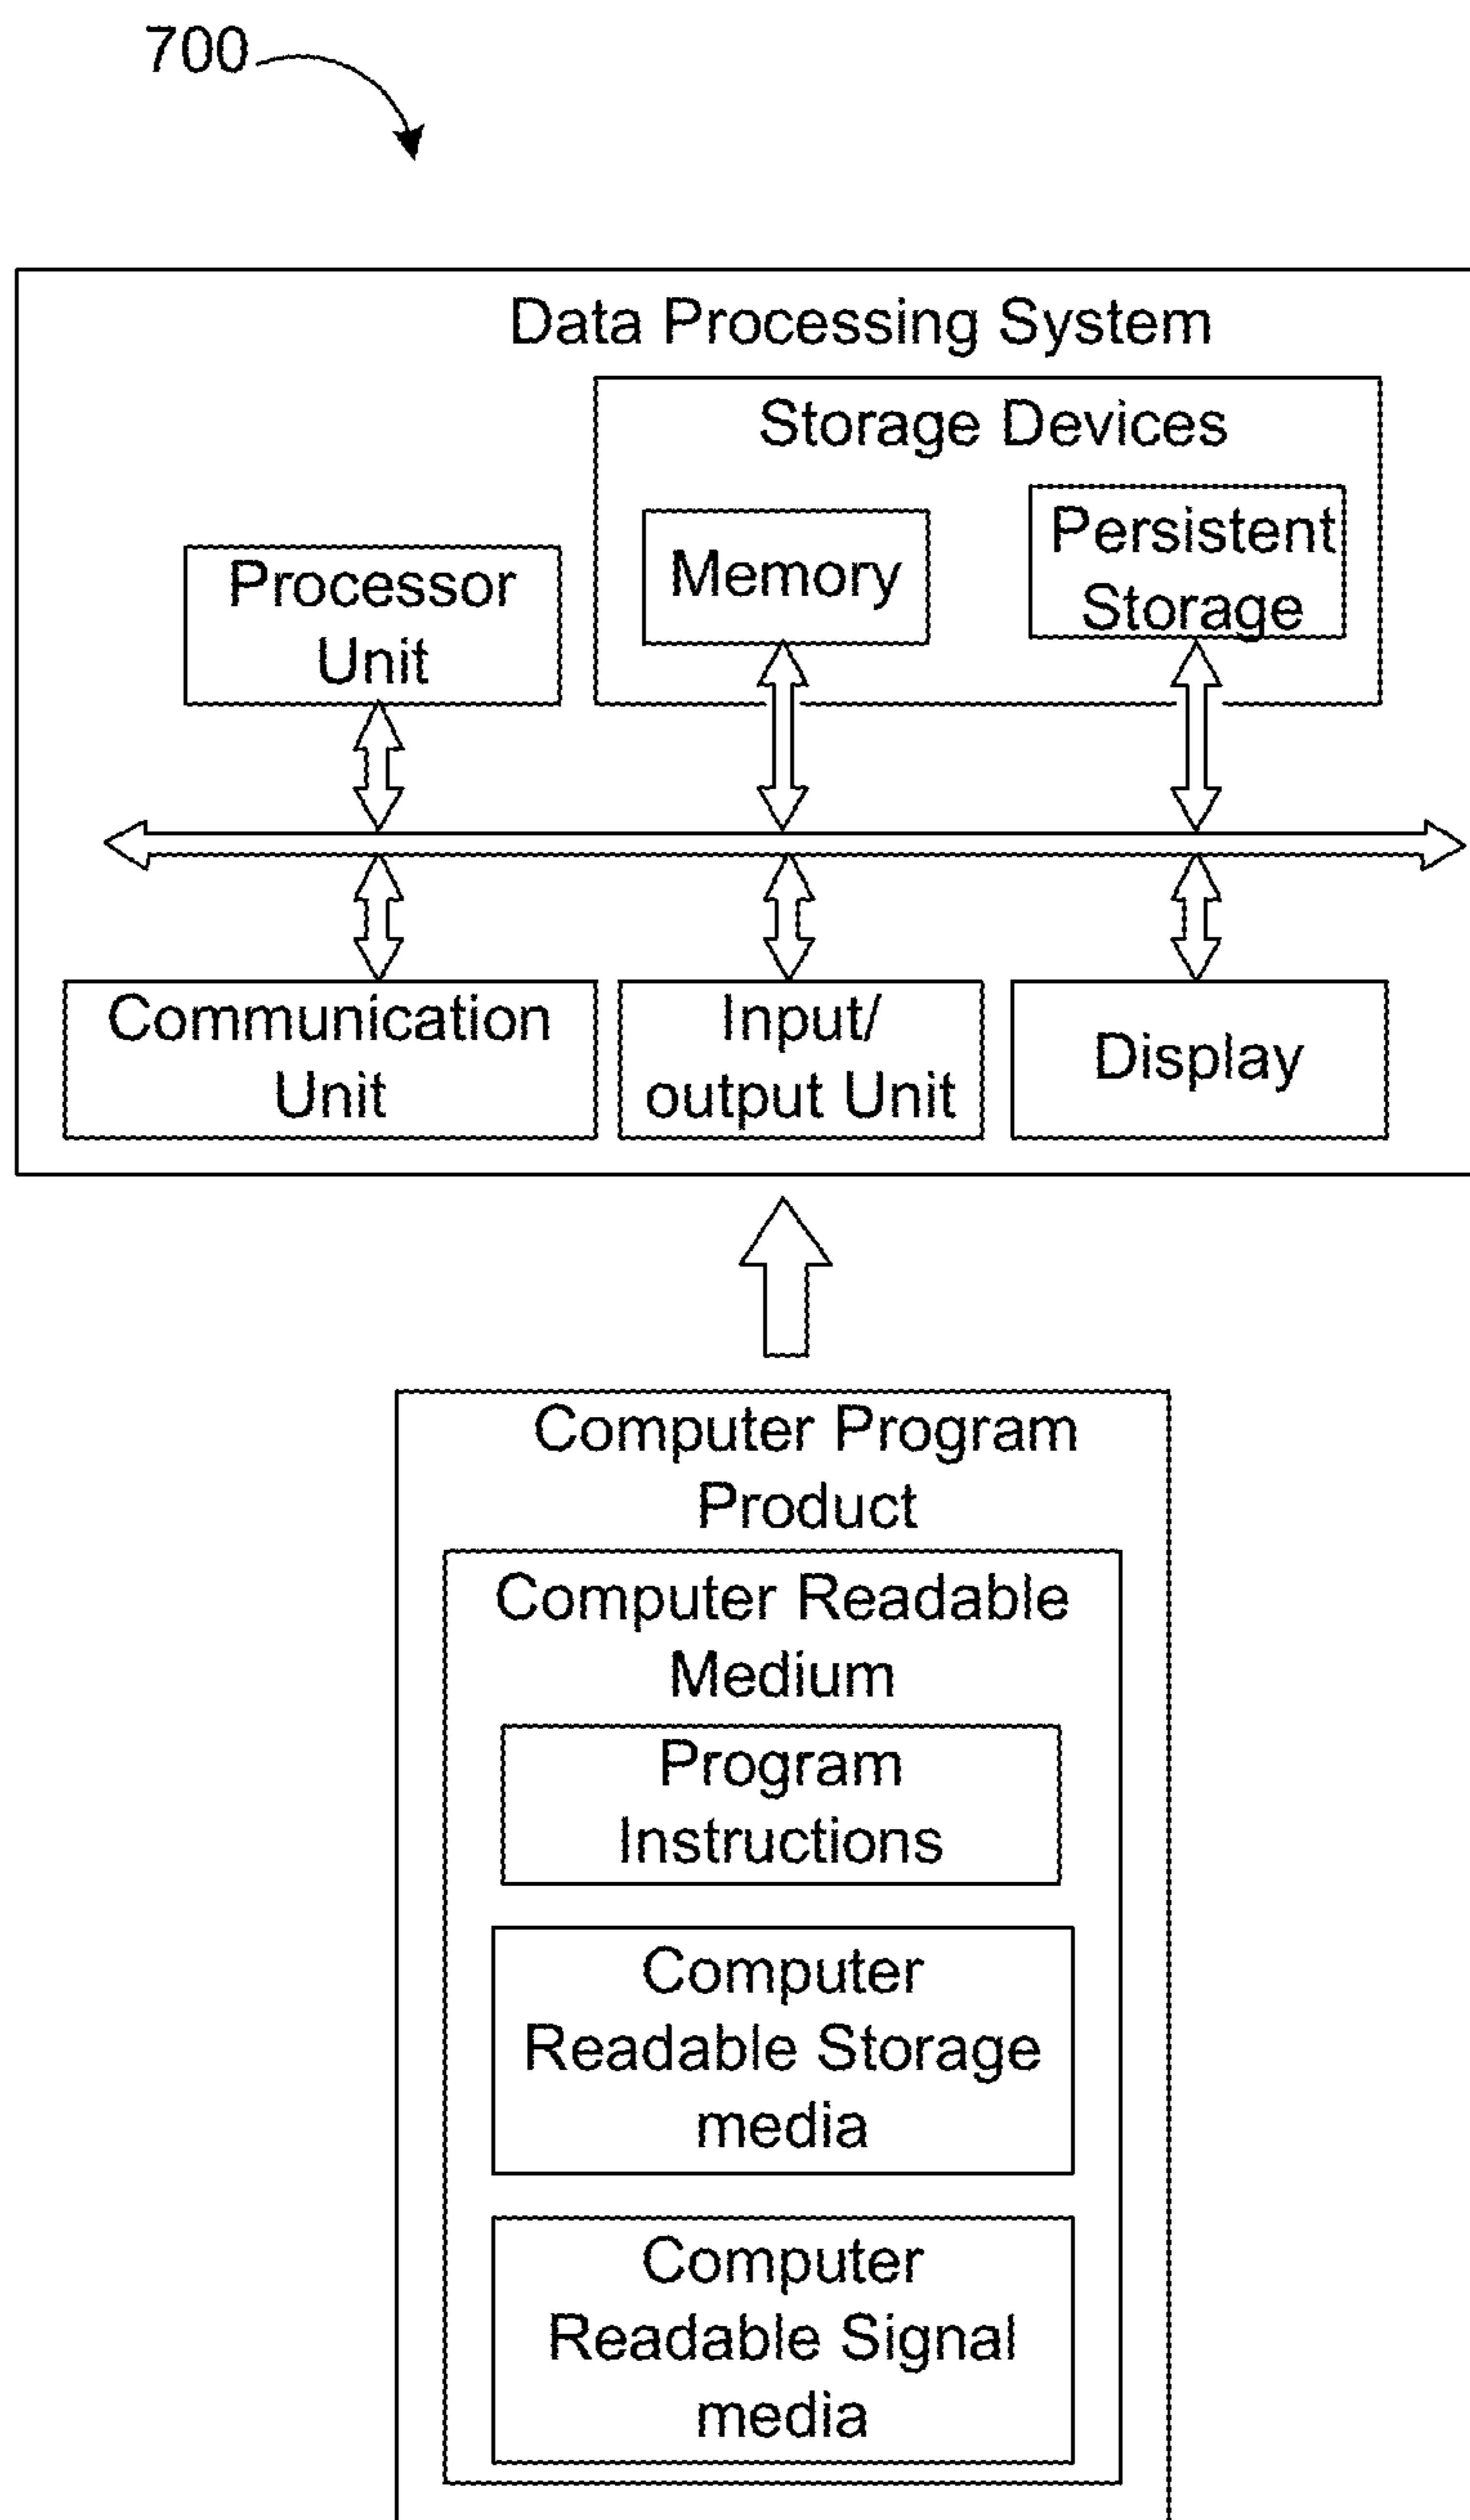 700
Data Processing System
Storage Devices
Persistent
Storage
Memory
Processor
Unit
Communication
Unit
Input/
output Unit
Display
Computer Program
Product
Computer Readable
Medium
Program
Instructions
Computer
Readable Storage
media
Computer
Readable Signal
media